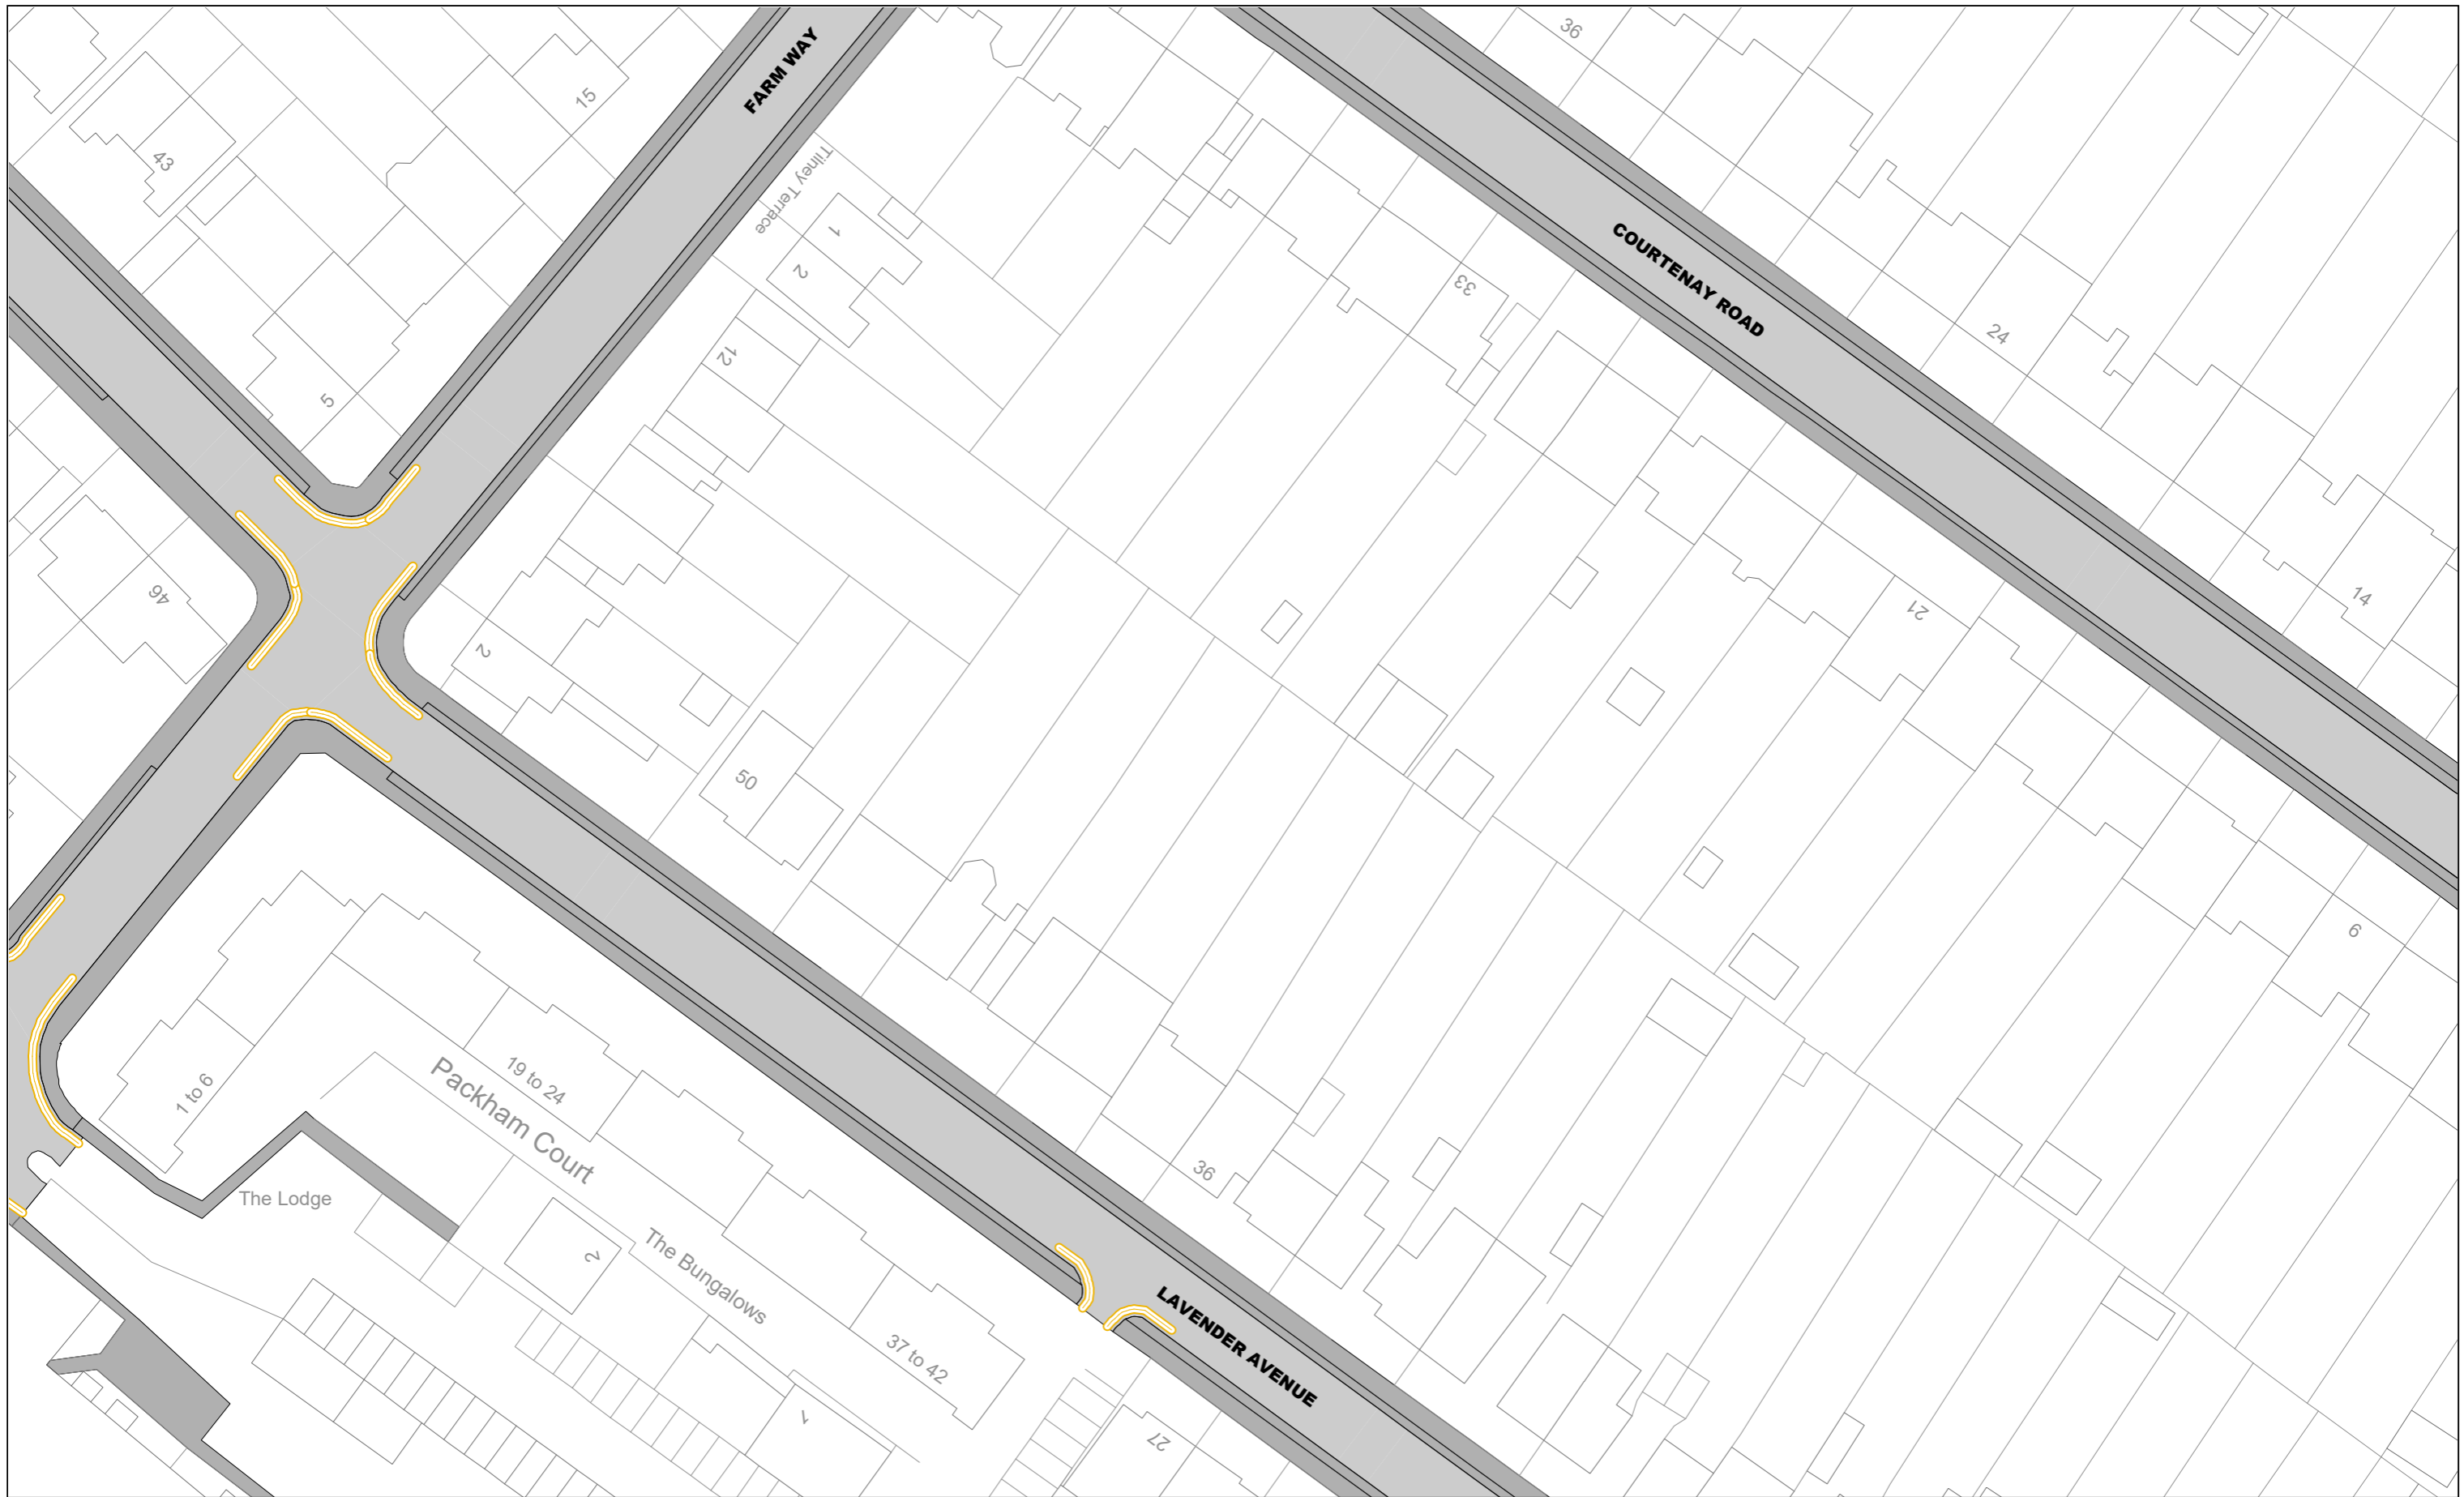 FARM WAY
36
15
43
Tilney Terrace
1
2
COURTENAY ROAD
33
24
12
5
46
21
14
2
50
6
19 to 24
Packham Court
1 to 6
The Lodge
36
2
The Bungalows
LAVENDER AVENUE
37 to 42
1
27